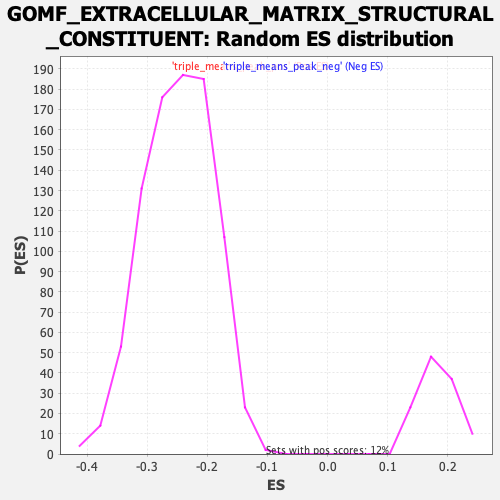 GOMF_EXTRACELLULAR_MATRIX_STRUCTURAL
_CONSTITUENT: Random ES distribution
'triple_means_peak_neg' (Neg ES)
190
180
170
160
150
140
130
120
110
100
90
80
70
60
50
40
30
20
10
0
P(ES)
Sets with pos scores: 12%
-0.4 -0.3 -0.2 -0.1 0.0 0.1 0.2
ES